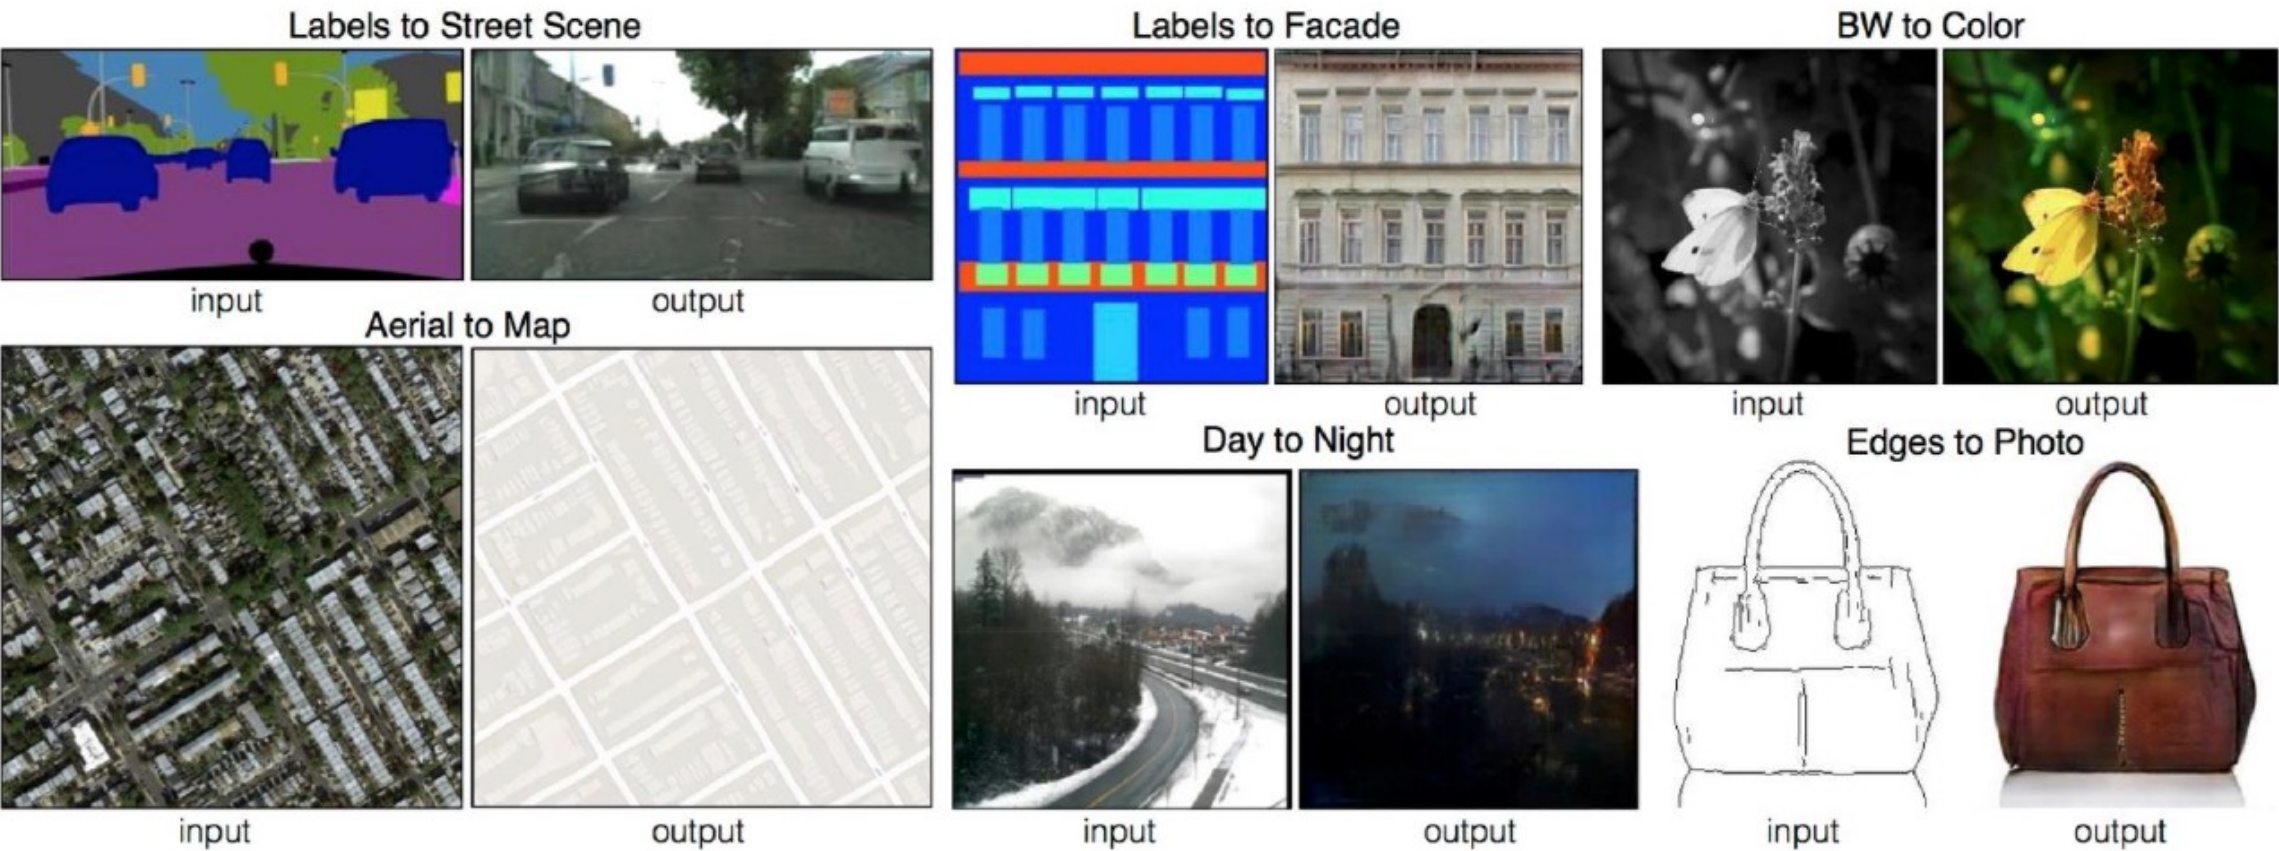 Labels to Street Scene
input
output
Aerial to Map
input
output
Labels to Facade
input
output
Day to Night
input
output
BW to Color
input
output
Edges to Photo
input
output